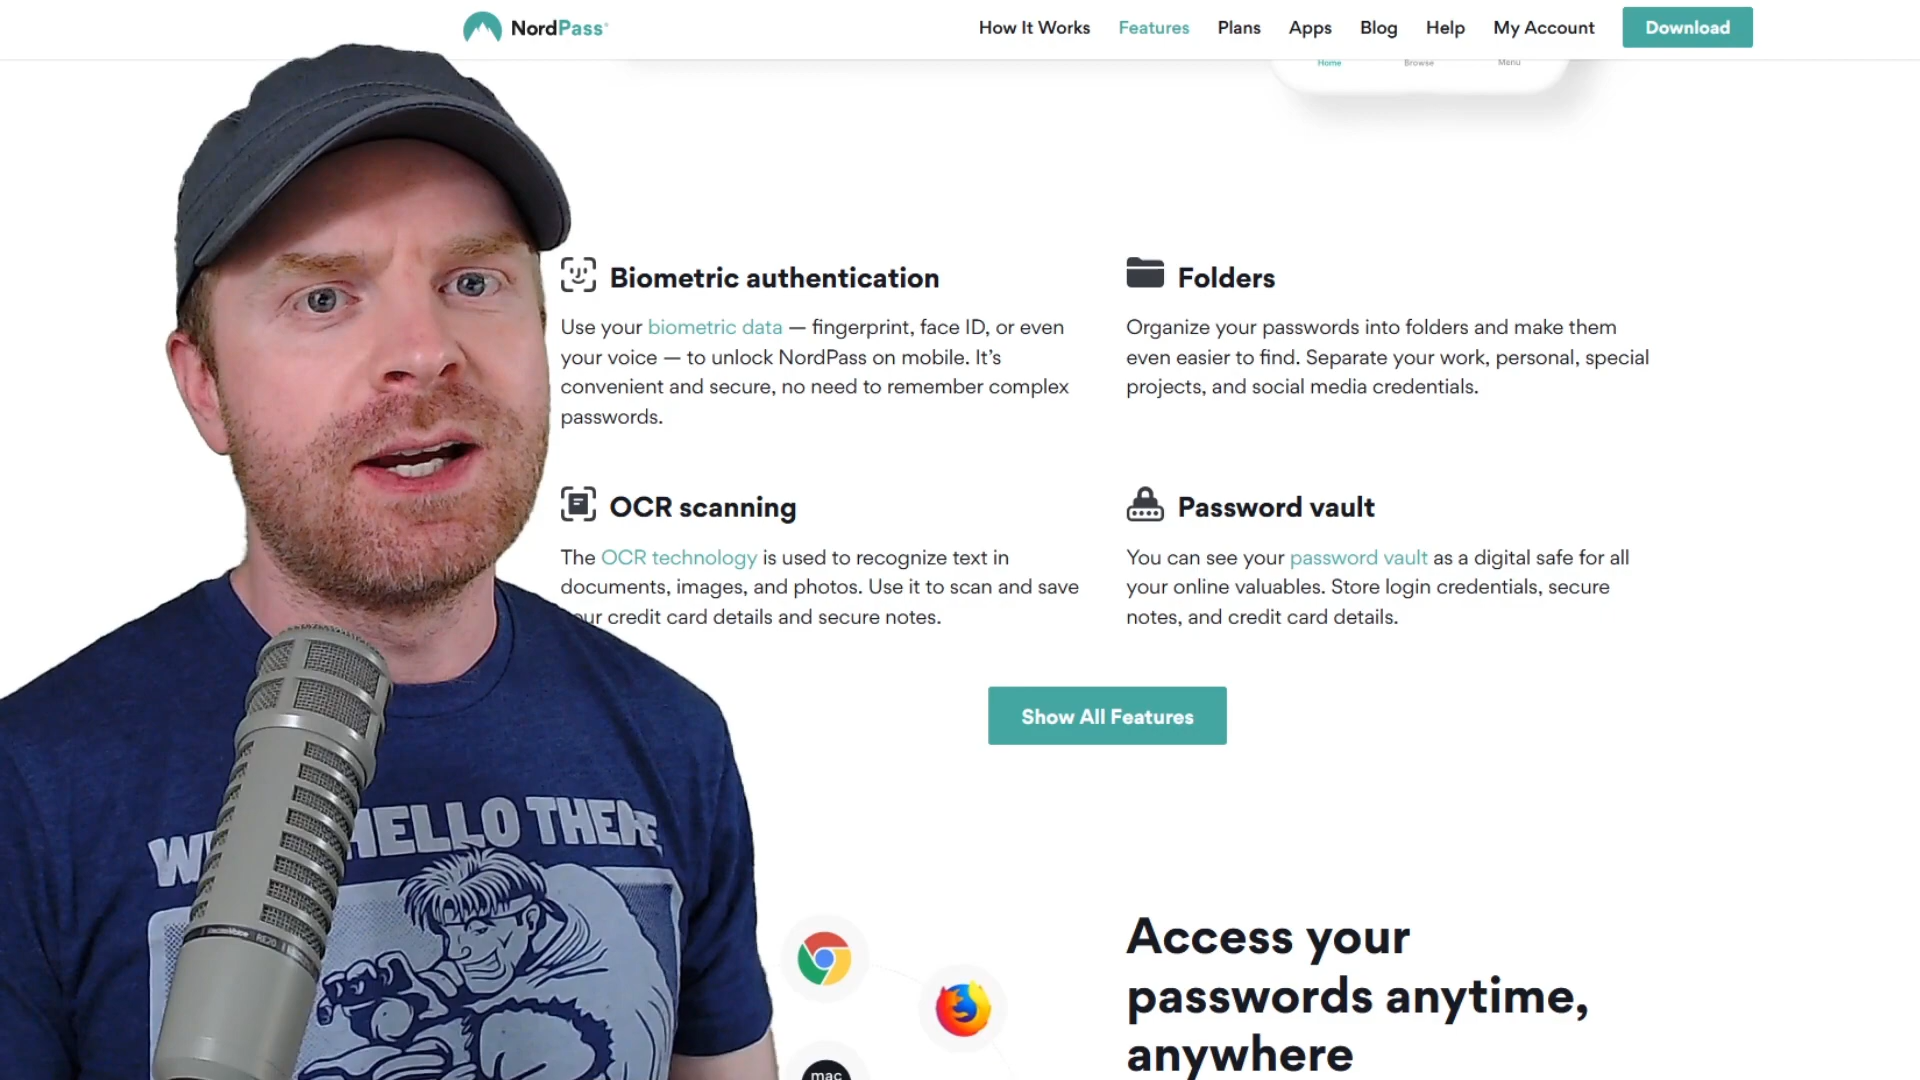 NordPass®
How It Works
Features
Plans
Apps
Blog
Help
My Account
Download
Home
Browse
Menu
Biometric authentication
Use your biometric data — fingerprint, face ID, or even
your voice — to unlock NordPass on mobile. It’s
convenient and secure, no need to remember complex
passwords.
Folders
Organize your passwords into folders and make them
even easier to find. Separate your work, personal, special
projects, and social media credentials.
OCR scanning
The OCR technology is used to recognize text in
documents, images, and photos. Use it to scan and save
your credit card details and secure notes.
Password vault
You can see your password vault as a digital safe for all
your online valuables. Store login credentials, secure
notes, and credit card details.
Show All Features
Access your
passwords anytime,
anywhere
mac
HELLO THERE
RE20